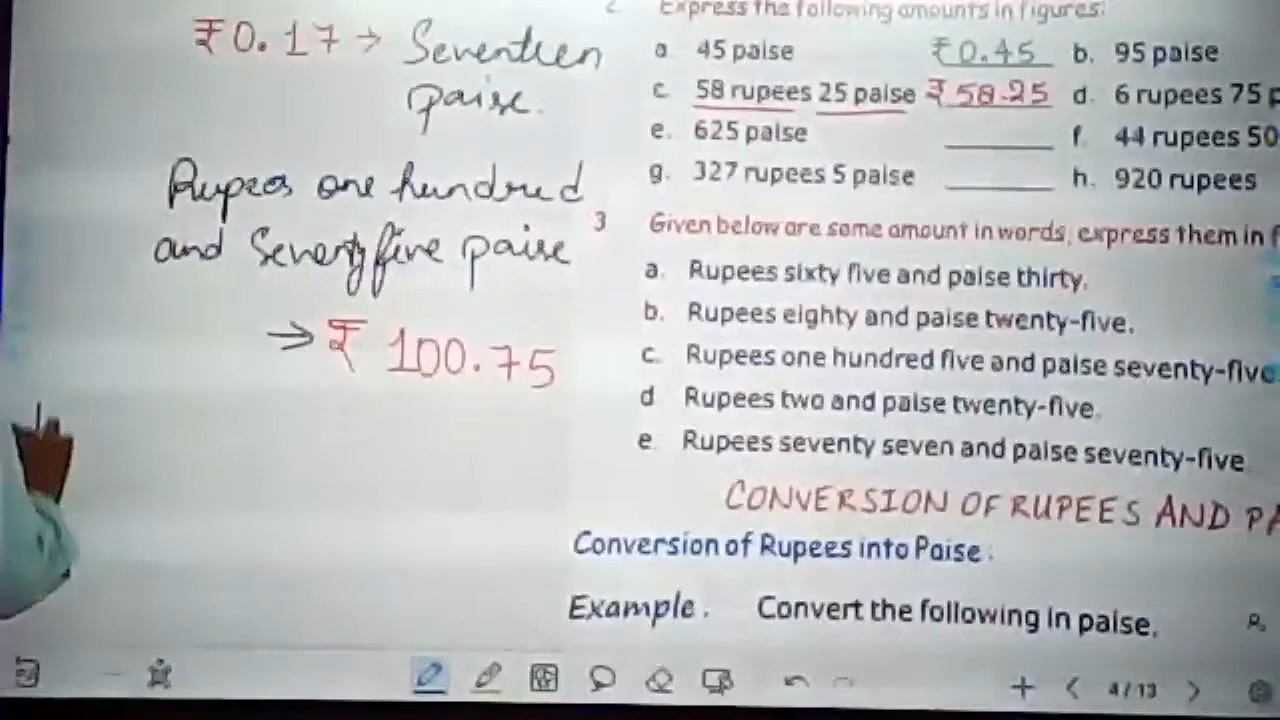 ₹0.17 → Seventeen
paise.
Rupees one hundred
and Seventy five paise
→ ₹ 100.75
2 Express the following amounts in figures:
a. 45 paise ₹0.45 b. 95 paise
c. 58 rupees 25 paise ₹58.25 d. 6 rupees 75 p
e. 625 paise f. 44 rupees 50
g. 327 rupees 5 paise h. 920 rupees
3 Given below are some amount in words, express them in f
a. Rupees sixty five and paise thirty.
b. Rupees eighty and paise twenty-five.
c. Rupees one hundred five and paise seventy-five
d Rupees two and paise twenty-five.
e. Rupees seventy seven and paise seventy-five
CONVERSION OF RUPEES AND PA
Conversion of Rupees into Paise:
Example. Convert the following in paise.
4/13